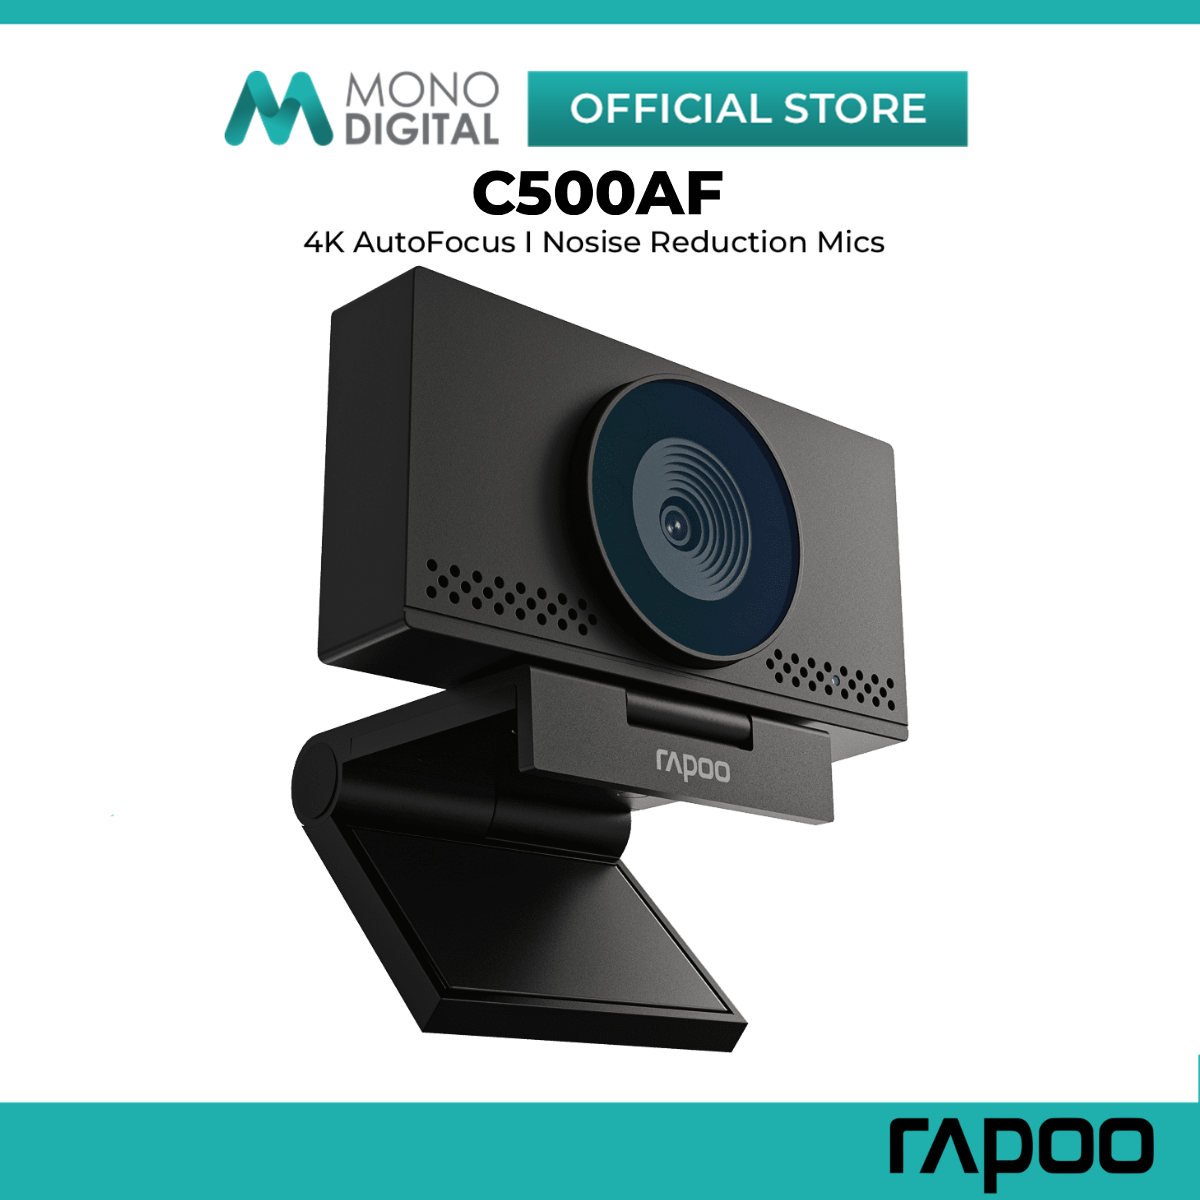 MONO
DIGITAL
OFFICIAL STORE
C500AF
4K AutoFocus I Nosise Reduction Mics
rapoo
rapoo